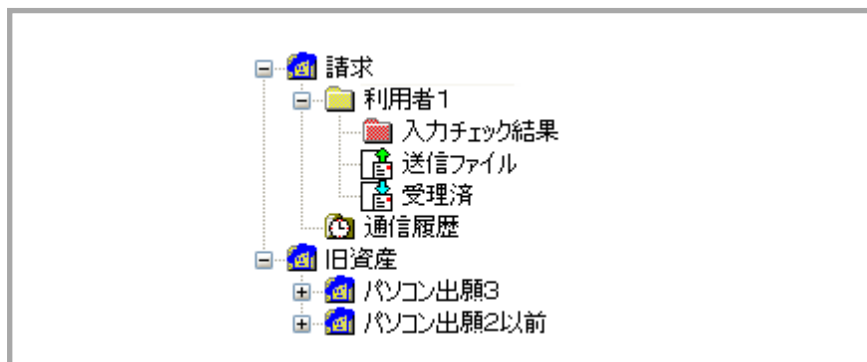 請求
利用者1
入力チェック結果
送信ファイル
受理済
通信履歴
旧資産
パソコン出願3
パソコン出願2以前